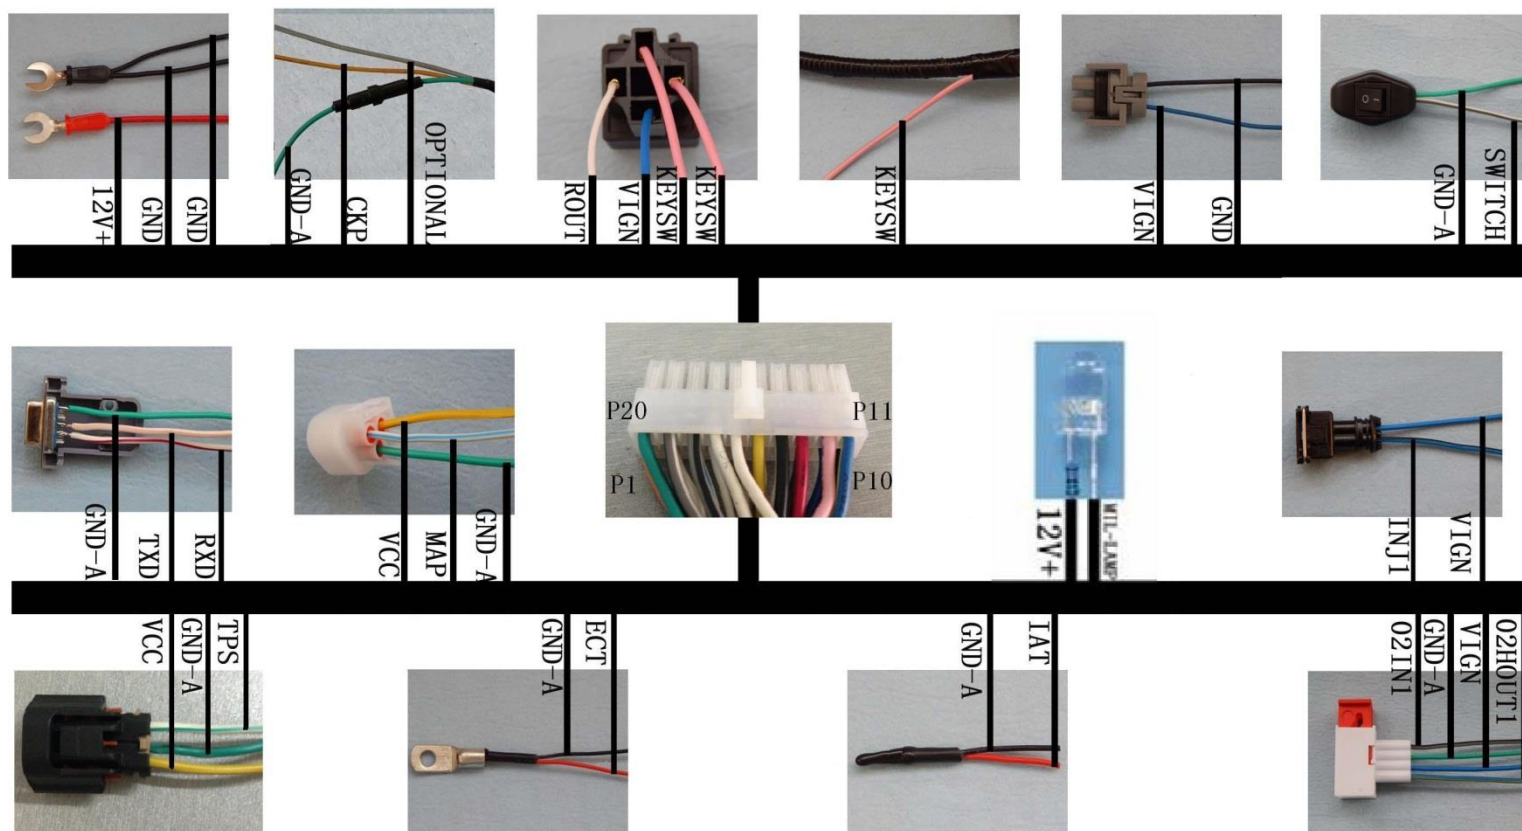 12V+
GND
GND
GND-A
CKP
OPTIONAL
ROUT
VIGN
KEYSW
KEYSW
KEYSW
VIGN
GND
GND-A
SWITCH
GND-A
TXD
RXD
VCC
MAP
GND-A
P20
P11
P1
P10
12V+
MIL-LAMP
INJ1
VIGN
VCC
GND-A
TPS
GND-A
ECT
GND-A
IAT
O2IN1
GND-A
VIGN
O2HOUT1